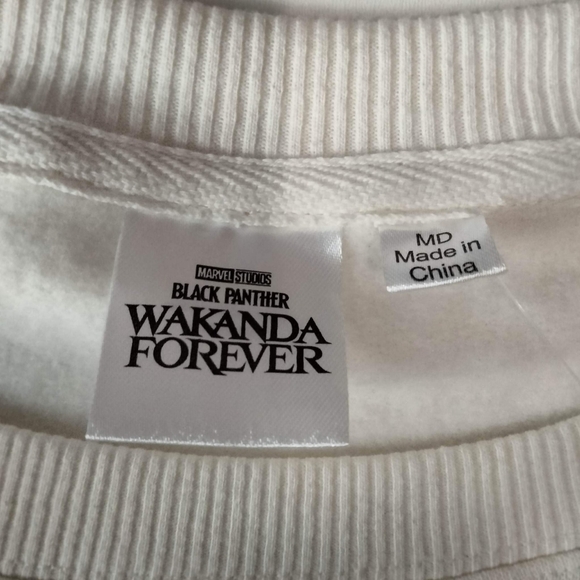 MARVEL STUDIOS
BLACK PANTHER
WAKANDA
FOREVER
MD
Made in
China